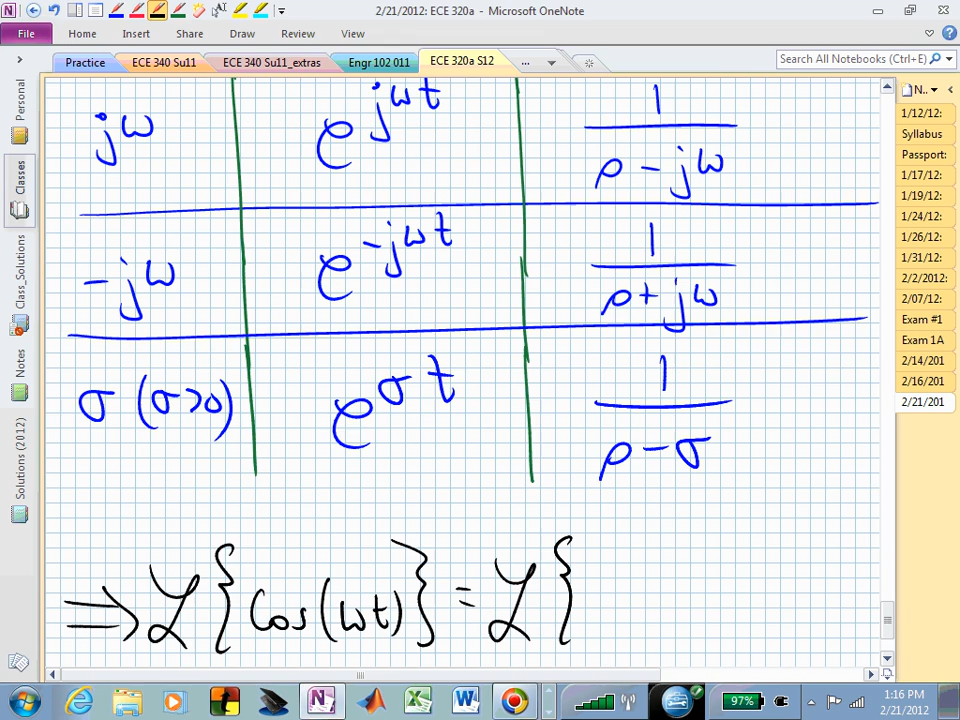 2/21/2012: ECE 320a - Microsoft OneNote
File Home Insert Share Draw Review View
Practice ECE 340 Su11 ECE 340 Su11_extras Engr 102 011 ECE 320a S12 ... Search All Notebooks (Ctrl+E)
N..
Personal
Classes
Class_Solutions
Notes
Solutions (2012)
jω e^{jωt} 1/(p - jω)
-jω e^{-jωt} 1/(p + jω)
σ (σ>0) e^{σt} 1/(p - σ)
⇒ ℒ{cos(ωt)} = ℒ{
1/12/12:
Syllabus
Passport:
1/17/12:
1/19/12:
1/24/12:
1/26/12:
1/31/12:
2/2/2012:
2/07/12:
Exam #1
Exam 1A
2/14/201
2/16/201
2/21/201
97%
1:16 PM
2/21/2012